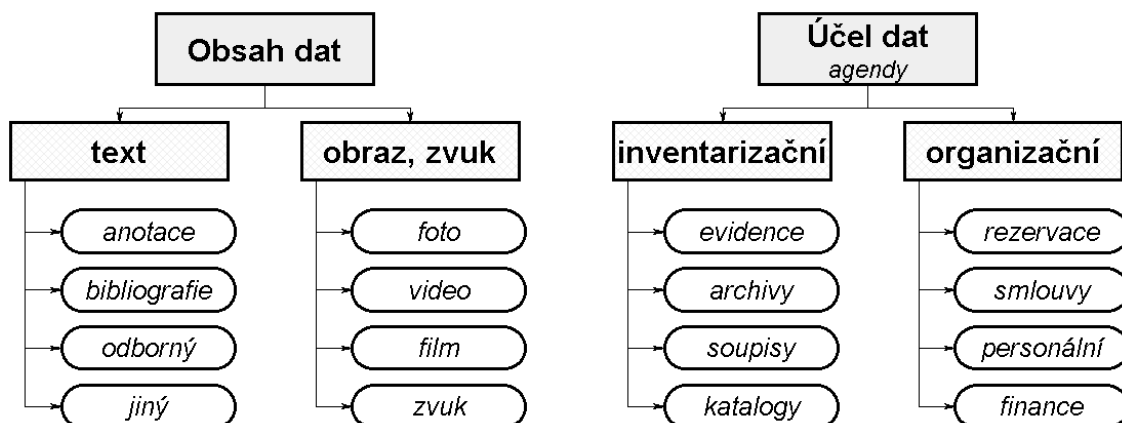 Obsah dat
text
anotace
bibliografie
odborný
jiný
obraz, zvuk
foto
video
film
zvuk
Účel dat
agendy
inventarizační
evidence
archivy
soupisy
katalogy
organizační
rezervace
smlouvy
personální
finance